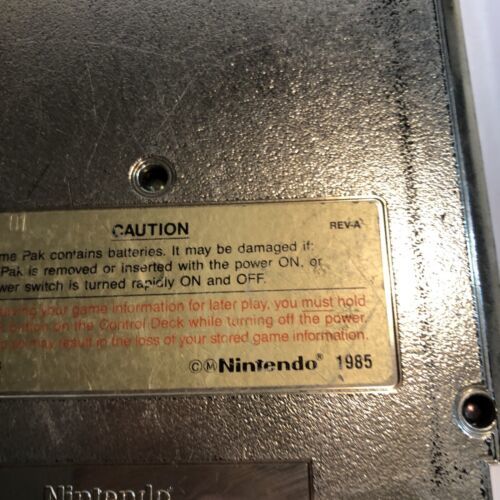 CAUTION REV-A
me Pak contains batteries. It may be damaged if:
Pak is removed or inserted with the power ON, or
wer switch is turned rapidly ON and OFF.
your game information for later play, you must hold
button on the Control Deck while turning off the power.
so may result in the loss of your stored game information.
©ⓂNintendo® 1985
Nintendo